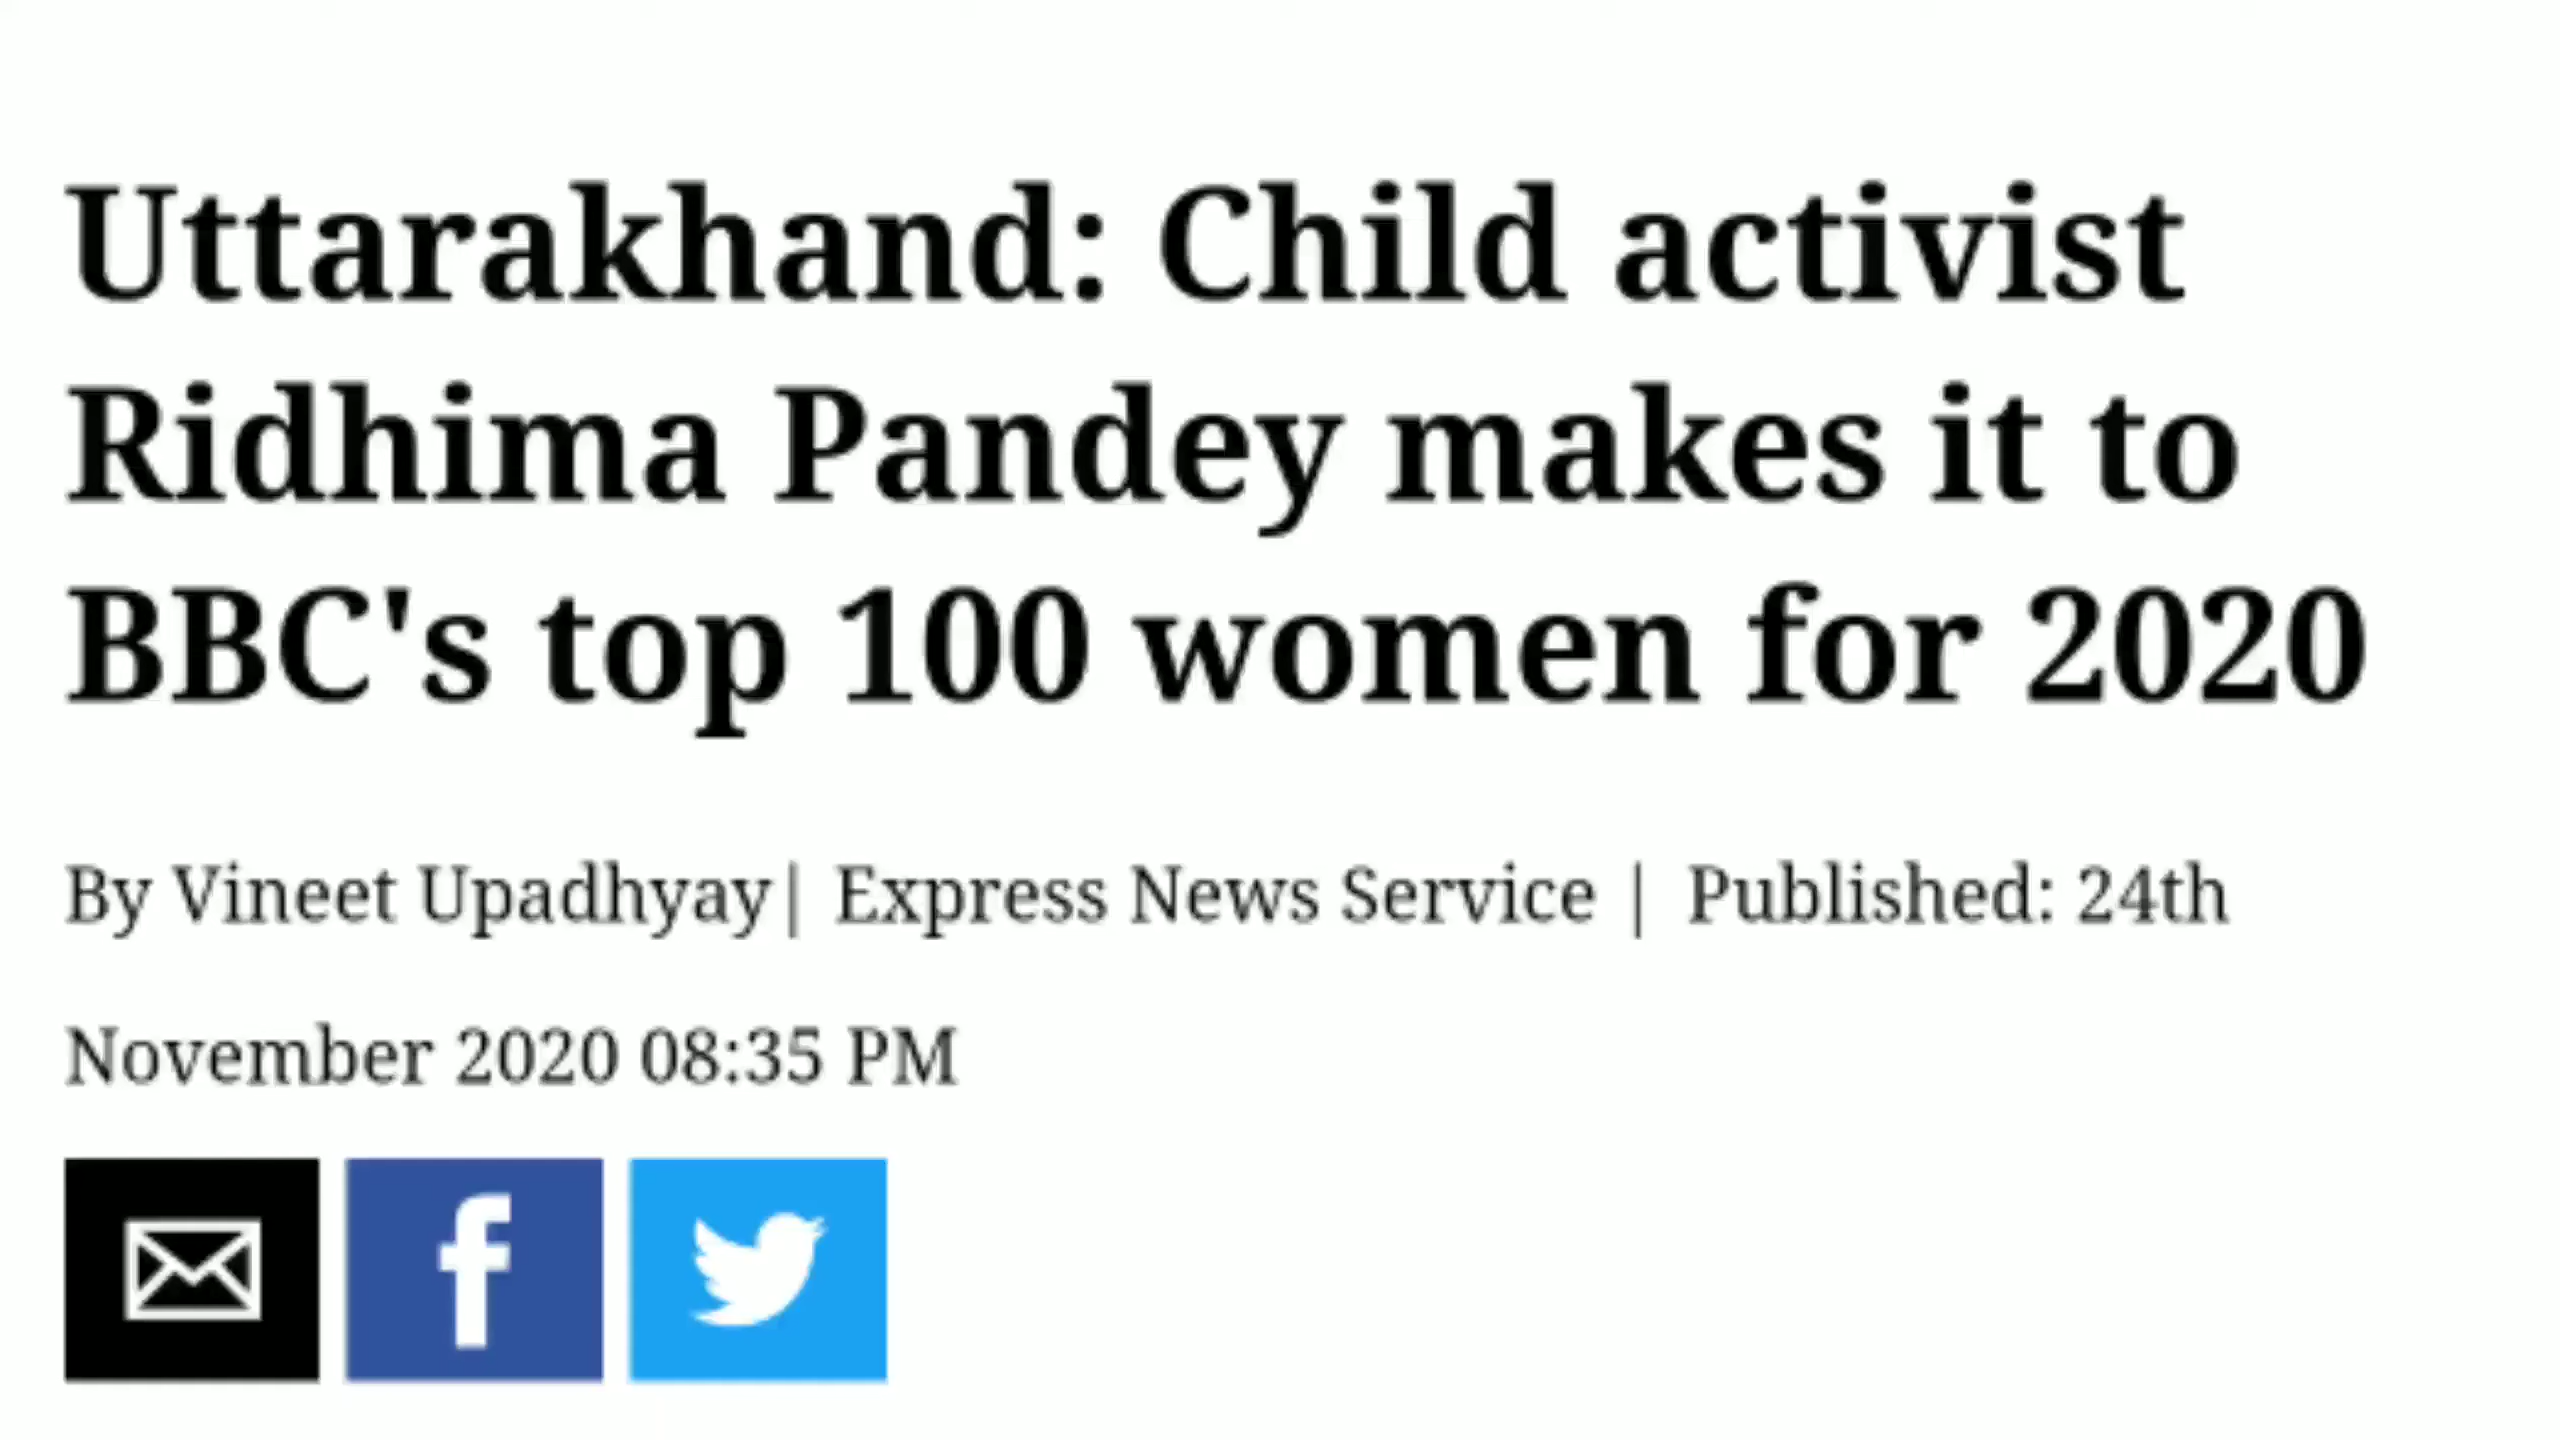 Uttarakhand: Child activist
Ridhima Pandey makes it to
BBC's top 100 women for 2020
By Vineet Upadhyay| Express News Service | Published: 24th
November 2020 08:35 PM